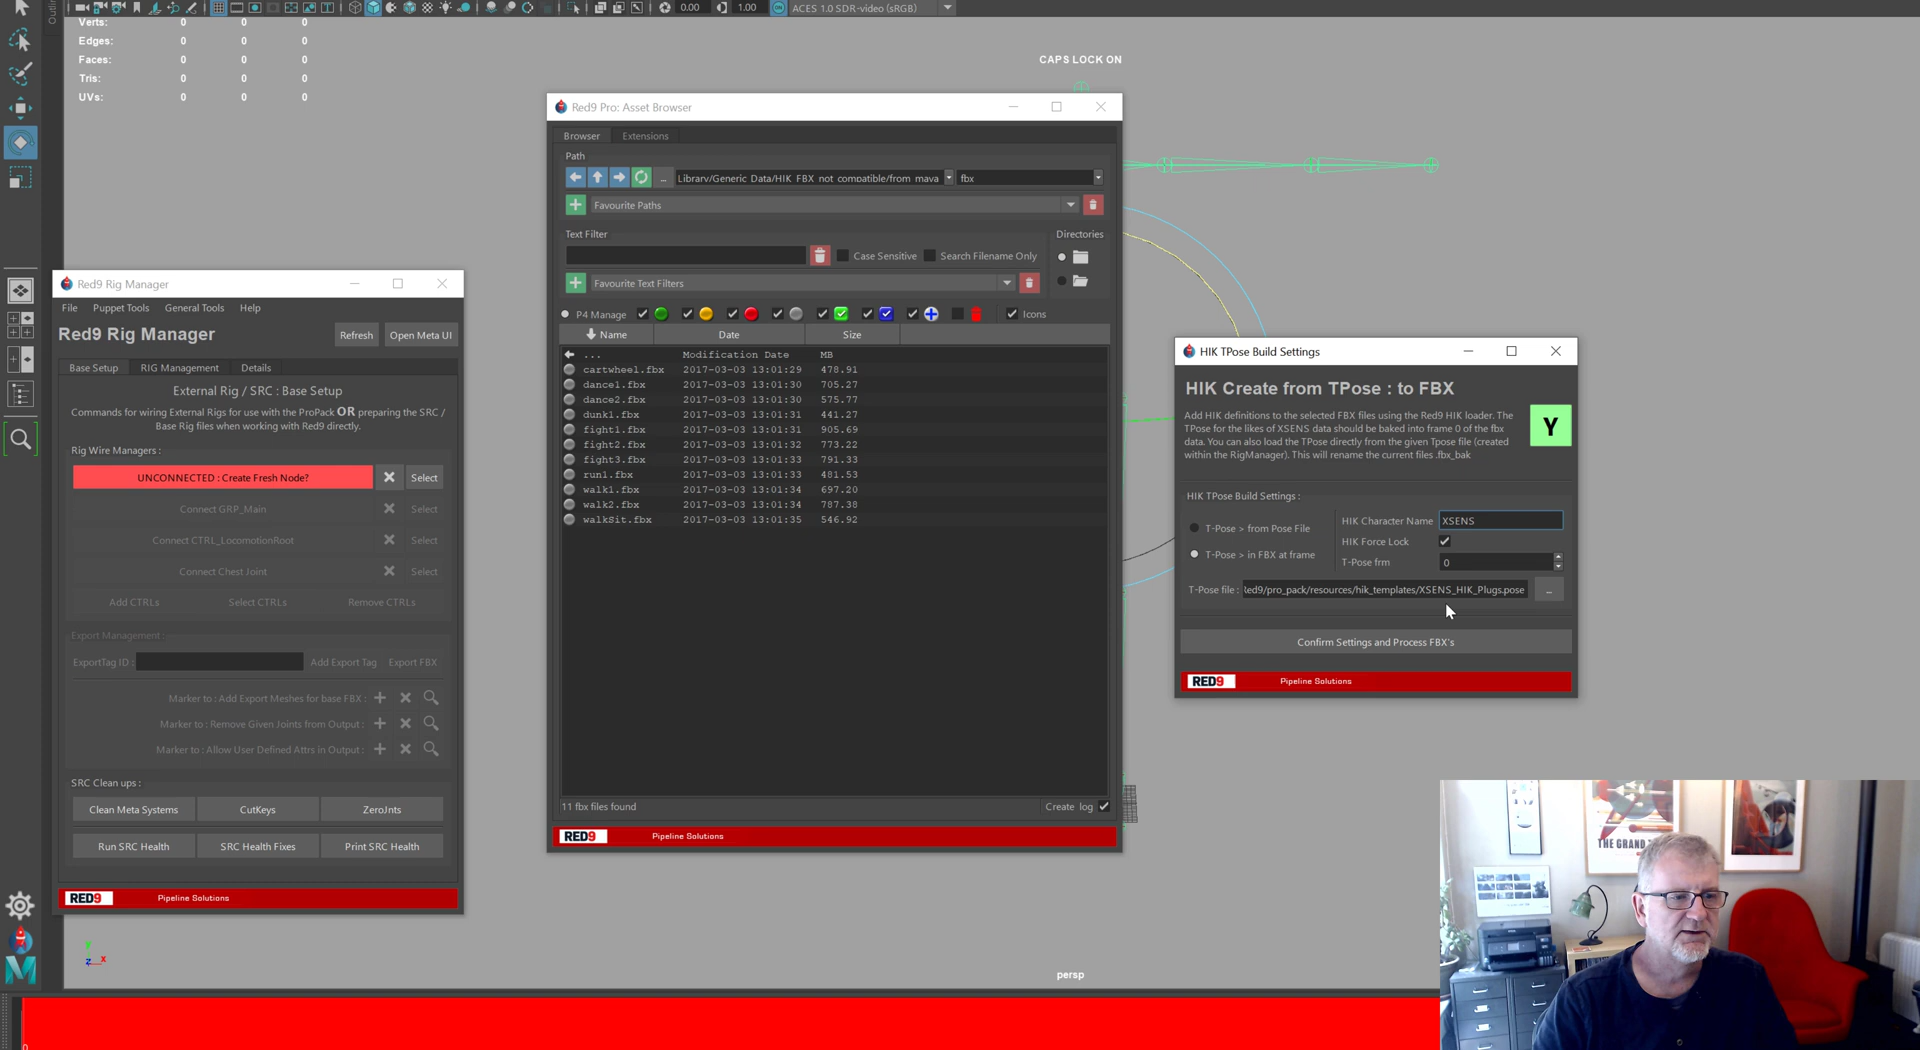 0.00 1.00 ACES 1.0 SDR-video (sRGB)
Verts: 0 0 0
Edges: 0 0 0
Faces: 0 0 0
Tris: 0 0 0
UVs: 0 0 0
CAPS LOCK ON
Red9 Pro: Asset Browser
Browser Extensions
Path
... Library/Generic Data/HIK FBX not compatible/from maya fbx
Favourite Paths
Text Filter Directories
Case Sensitive Search Filename Only
Favourite Text Filters
P4 Manage Icons
Name Date Size
... Modification Date MB
cartwheel.fbx 2017-03-03 13:01:29 478.91
dance1.fbx 2017-03-03 13:01:30 705.27
dance2.fbx 2017-03-03 13:01:30 575.77
dunk1.fbx 2017-03-03 13:01:31 441.27
fight1.fbx 2017-03-03 13:01:31 905.69
fight2.fbx 2017-03-03 13:01:32 773.22
fight3.fbx 2017-03-03 13:01:33 791.33
run1.fbx 2017-03-03 13:01:33 481.53
walk1.fbx 2017-03-03 13:01:34 697.20
walk2.fbx 2017-03-03 13:01:34 787.38
walkSit.fbx 2017-03-03 13:01:35 546.92
11 fbx files found Create log
RED9 Pipeline Solutions
Red9 Rig Manager
File Puppet Tools General Tools Help
Red9 Rig Manager Refresh Open Meta UI
Base Setup RIG Management Details
External Rig / SRC : Base Setup
Commands for wiring External Rigs for use with the ProPack OR preparing the SRC /
Base Rig files when working with Red9 directly.
Rig Wire Managers :
UNCONNECTED : Create Fresh Node? Select
Connect GRP_Main Select
Connect CTRL_LocomotionRoot Select
Connect Chest Joint Select
Add CTRLs Select CTRLs Remove CTRLs
Export Management :
ExportTag ID : Add Export Tag Export FBX
Marker to : Add Export Meshes for base FBX :
Marker to : Remove Given Joints from Output :
Marker to : Allow User Defined Attrs in Output :
SRC Clean ups :
Clean Meta Systems CutKeys ZeroJnts
Run SRC Health SRC Health Fixes Print SRC Health
RED9 Pipeline Solutions
HIK TPose Build Settings
HIK Create from TPose : to FBX
Add HIK definitions to the selected FBX files using the Red9 HIK loader. The
TPose for the likes of XSENS data should be baked into frame 0 of the fbx
data. You can also load the TPose directly from the given Tpose file (created
within the RigManager). This will rename the current files .fbx_bak
Y
HIK TPose Build Settings :
T-Pose > from Pose File
T-Pose > in FBX at frame
HIK Character Name XSENS
HIK Force Lock
T-Pose frm 0
T-Pose file : led9/pro_pack/resources/hik_templates/XSENS_HIK_Plugs.pose ...
Confirm Settings and Process FBX's
RED9 Pipeline Solutions
persp
y
z x
0
THE GRAND